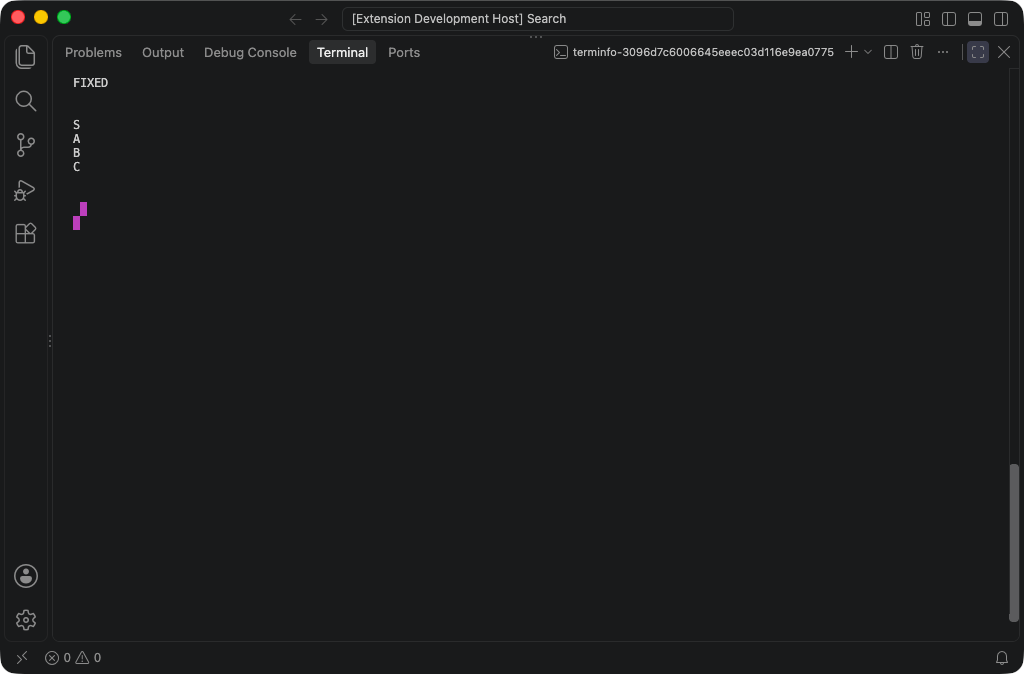 [Extension Development Host] Search
Problems Output Debug Console Terminal Ports terminfo-3096d7c6006645eeec03d116e9ea0775
FIXED
S
A
B
C
0 0